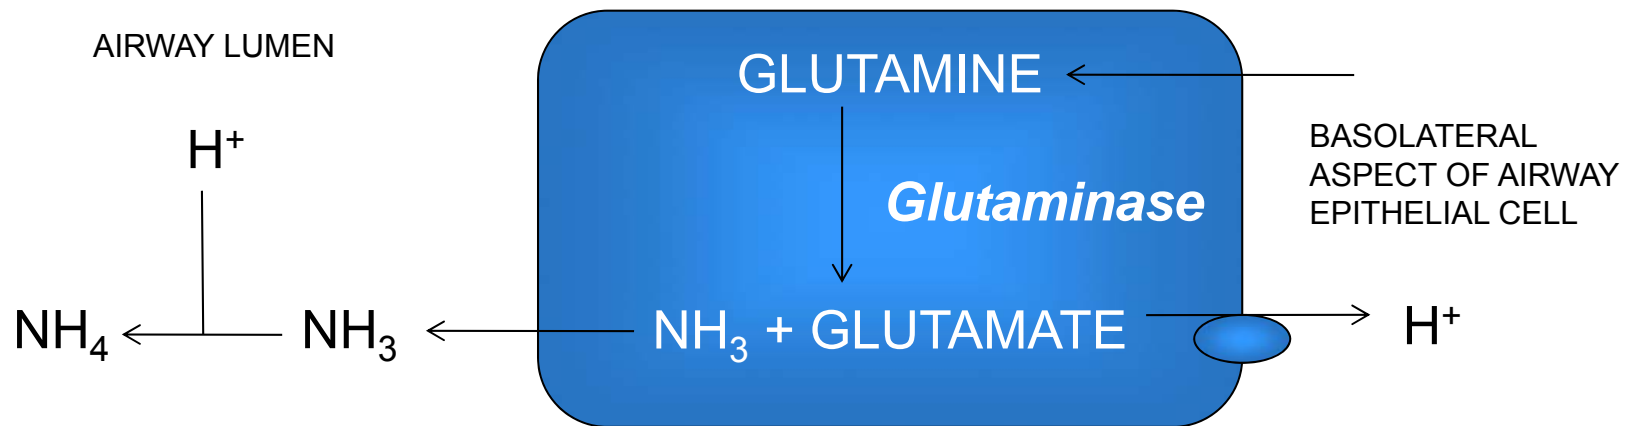 AIRWAY LUMEN
GLUTAMINE
H⁺
BASOLATERAL
ASPECT OF AIRWAY
EPITHELIAL CELL
Glutaminase
NH₄
NH₃
NH₃ + GLUTAMATE
H⁺